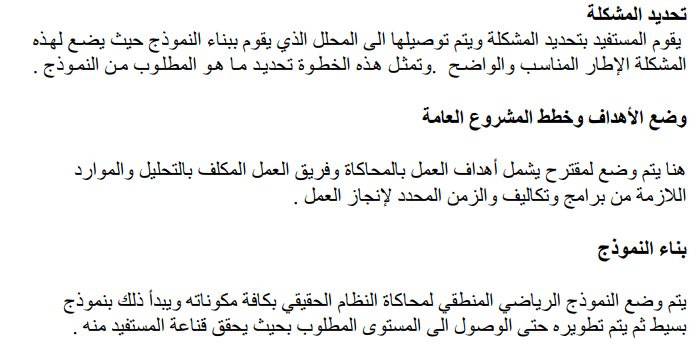 تحديد المشكلة
يقوم المستفيد بتحديد المشكلة ويتم توصيلها الى المحلل الذي يقوم ببناء النموذج حيث يضع لهذه
المشكلة الإطار المناسب والواضح .وتمثل هذه الخطوة تحديد ما هو المطلوب من النموذج .
وضع الأهداف وخطط المشروع العامة
هنا يتم وضع لمقترح يشمل أهداف العمل بالمحاكاة وفريق العمل المكلف بالتحليل والموارد
اللازمة من برامج وتكاليف والزمن المحدد لإنجاز العمل .
بناء النموذج
يتم وضع النموذج الرياضي المنطقي لمحاكاة النظام الحقيقي بكافة مكوناته ويبدأ ذلك بنموذج
بسيط ثم يتم تطويره حتى الوصول الى المستوى المطلوب بحيث يحقق قناعة المستفيد منه .